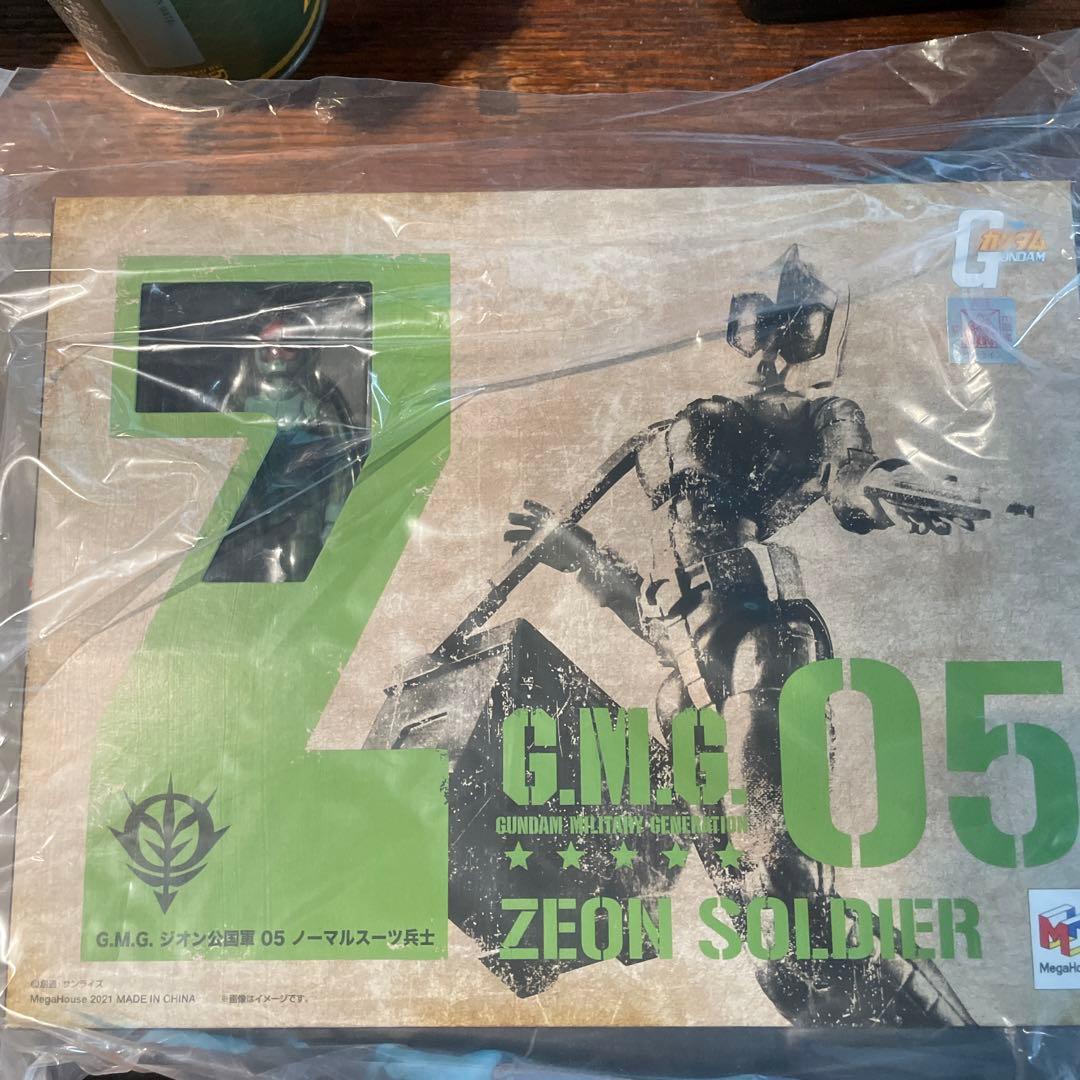 G
ガンダム
GUNDAM
Z
G.M.G.
GUNDAM MILITARY GENERATION
05
ZEON SOLDIER
G.M.G. ジオン公国軍 05 ノーマルスーツ兵士
©創通・サンライズ
MegaHouse 2021 MADE IN CHINA
※画像はイメージです。